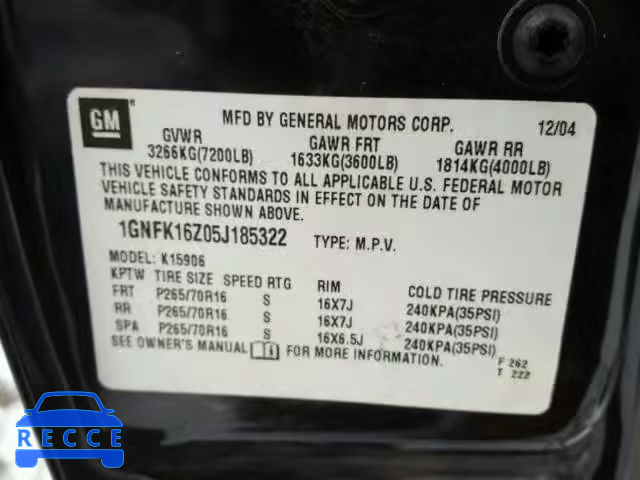 GM
MFD BY GENERAL MOTORS CORP. 12/04
GVWR GAWR FRT GAWR RR
3266KG(7200LB) 1633KG(3600LB) 1814KG(4000LB)
THIS VEHICLE CONFORMS TO ALL APPLICABLE U.S. FEDERAL MOTOR
VEHICLE SAFETY STANDARDS IN EFFECT ON THE DATE OF
MANUFACTURE SHOWN ABOVE.
1GNFK16Z05J185322 TYPE: M.P.V.
MODEL: K15906
KPTW TIRE SIZE SPEED RTG RIM COLD TIRE PRESSURE
FRT P265/70R16 S 16X7J 240KPA(35PSI)
RR P265/70R16 S 16X7J 240KPA(35PSI)
SPA P265/70R16 S 16X6.5J 240KPA(35PSI)
SEE OWNER'S MANUAL FOR MORE INFORMATION.
F 262
T 222
RECCE